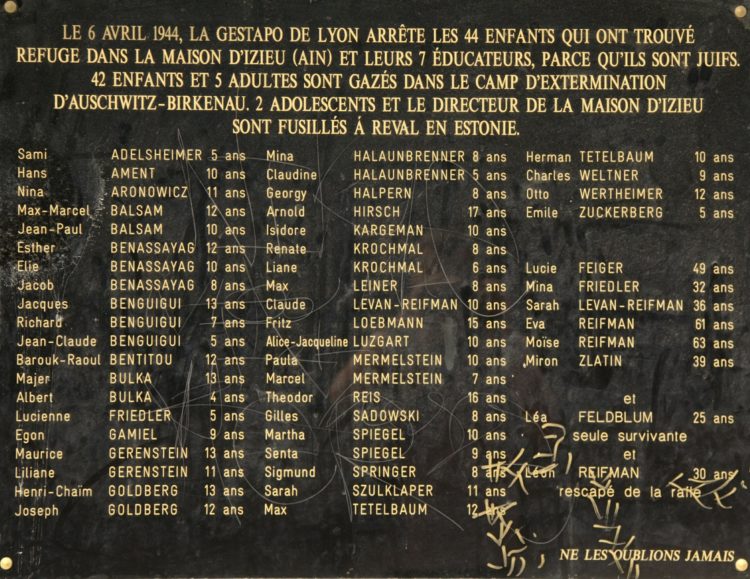 LE 6 AVRIL 1944, LA GESTAPO DE LYON ARRÊTE LES 44 ENFANTS QUI ONT TROUVÉ
REFUGE DANS LA MAISON D'IZIEU (AIN) ET LEURS 7 ÉDUCATEURS, PARCE QU'ILS SONT JUIFS.
42 ENFANTS ET 5 ADULTES SONT GAZÉS DANS LE CAMP D'EXTERMINATION
D'AUSCHWITZ-BIRKENAU. 2 ADOLESCENTS ET LE DIRECTEUR DE LA MAISON D'IZIEU
SONT FUSILLÉS Á REVAL EN ESTONIE.
Sami ADELSHEIMER 5 ans
Hans AMENT 10 ans
Nina ARONOWICZ 11 ans
Max-Marcel BALSAM 12 ans
Jean-Paul BALSAM 10 ans
Esther BENASSAYAG 12 ans
Elie BENASSAYAG 10 ans
Jacob BENASSAYAG 8 ans
Jacques BENGUIGUI 13 ans
Richard BENGUIGUI 7 ans
Jean-Claude BENGUIGUI 5 ans
Barouk-Raoul BENTITOU 12 ans
Majer BULKA 13 ans
Albert BULKA 4 ans
Lucienne FRIEDLER 5 ans
Egon GAMIEL 9 ans
Maurice GERENSTEIN 13 ans
Liliane GERENSTEIN 11 ans
Henri-Chaïm GOLDBERG 13 ans
Joseph GOLDBERG 12 ans
Mina HALAUNBRENNER 8 ans
Claudine HALAUNBRENNER 5 ans
Georgy HALPERN 8 ans
Arnold HIRSCH 17 ans
Isidore KARGEMAN 10 ans
Renate KROCHMAL 8 ans
Liane KROCHMAL 6 ans
Max LEINER 8 ans
Claude LEVAN-REIFMAN 10 ans
Fritz LOEBMANN 15 ans
Alice-Jacqueline LUZGART 10 ans
Paula MERMELSTEIN 10 ans
Marcel MERMELSTEIN 7 ans
Theodor REIS 16 ans
Gilles SADOWSKI 8 ans
Martha SPIEGEL 10 ans
Senta SPIEGEL 9 ans
Sigmund SPRINGER 8 ans
Sarah SZULKLAPER 11 ans
Max TETELBAUM 12 ans
Herman TETELBAUM 10 ans
Charles WELTNER 9 ans
Otto WERTHEIMER 12 ans
Emile ZUCKERBERG 5 ans
Lucie FEIGER 49 ans
Mina FRIEDLER 32 ans
Sarah LEVAN-REIFMAN 36 ans
Eva REIFMAN 61 ans
Moïse REIFMAN 63 ans
Miron ZLATIN 39 ans
et
Léa FELDBLUM 25 ans
seule survivante
et
Léon REIFMAN 30 ans
rescapé de la rafle
NE LES OUBLIONS JAMAIS